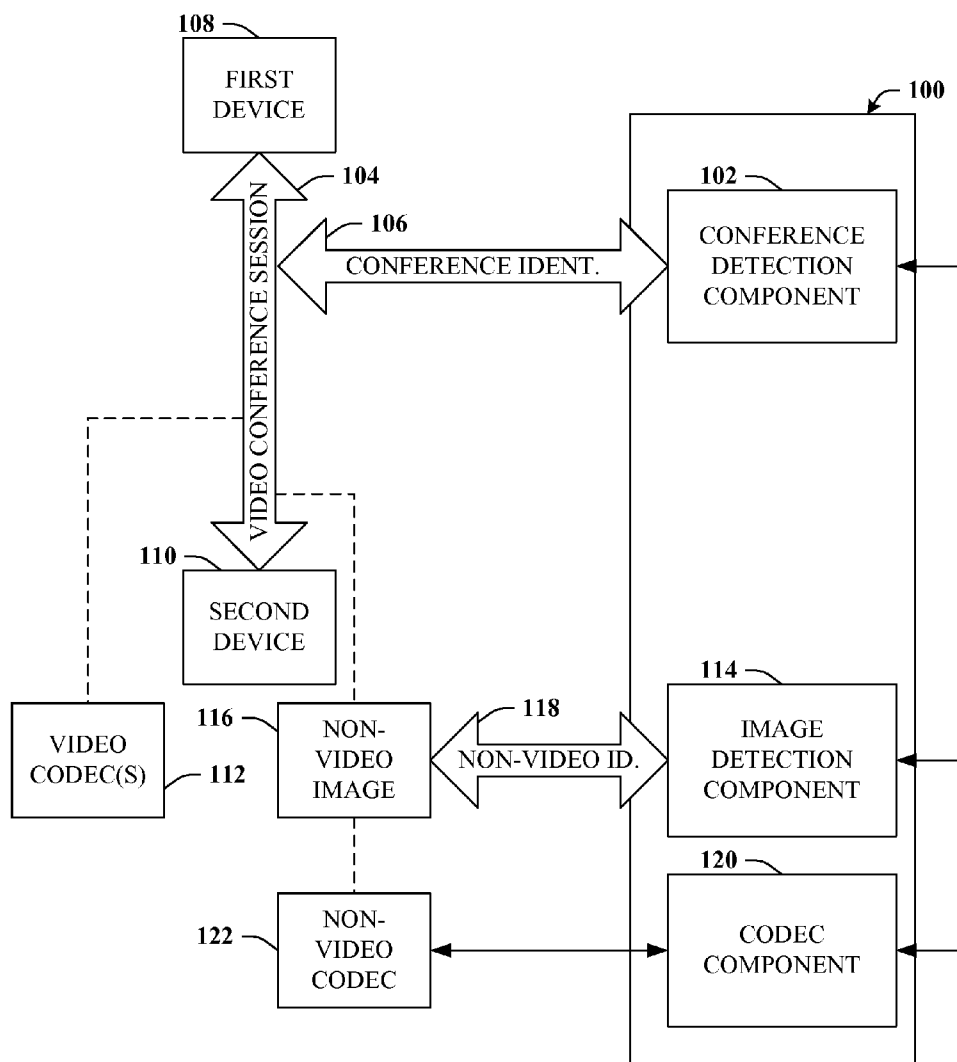 108
FIRST
DEVICE
100
104
102
106
CONFERENCE
DETECTION
COMPONENT
CONFERENCE IDENT.
VIDEO CONFERENCE SESSION
110
SECOND
DEVICE
114
116
118
VIDEO
CODEC(S)
112
NON-
VIDEO
IMAGE
NON-VIDEO ID.
IMAGE
DETECTION
COMPONENT
120
122
NON-
VIDEO
CODEC
CODEC
COMPONENT